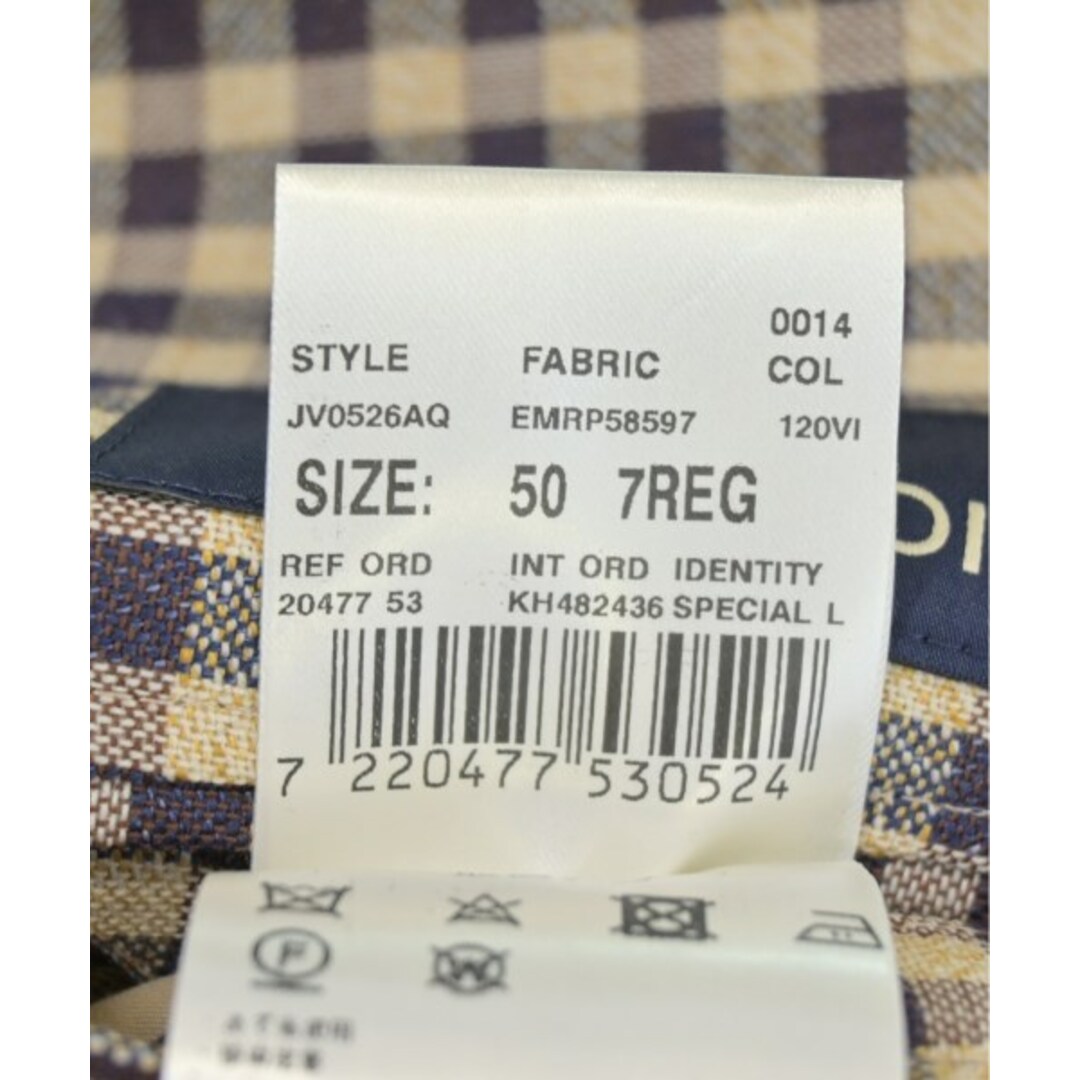 0014
STYLE FABRIC COL
JV0526AQ EMRP58597 120VI
SIZE: 50 7REG
REF ORD INT ORD IDENTITY
20477 53 KH482436 SPECIAL L
7 220477 530524
F W